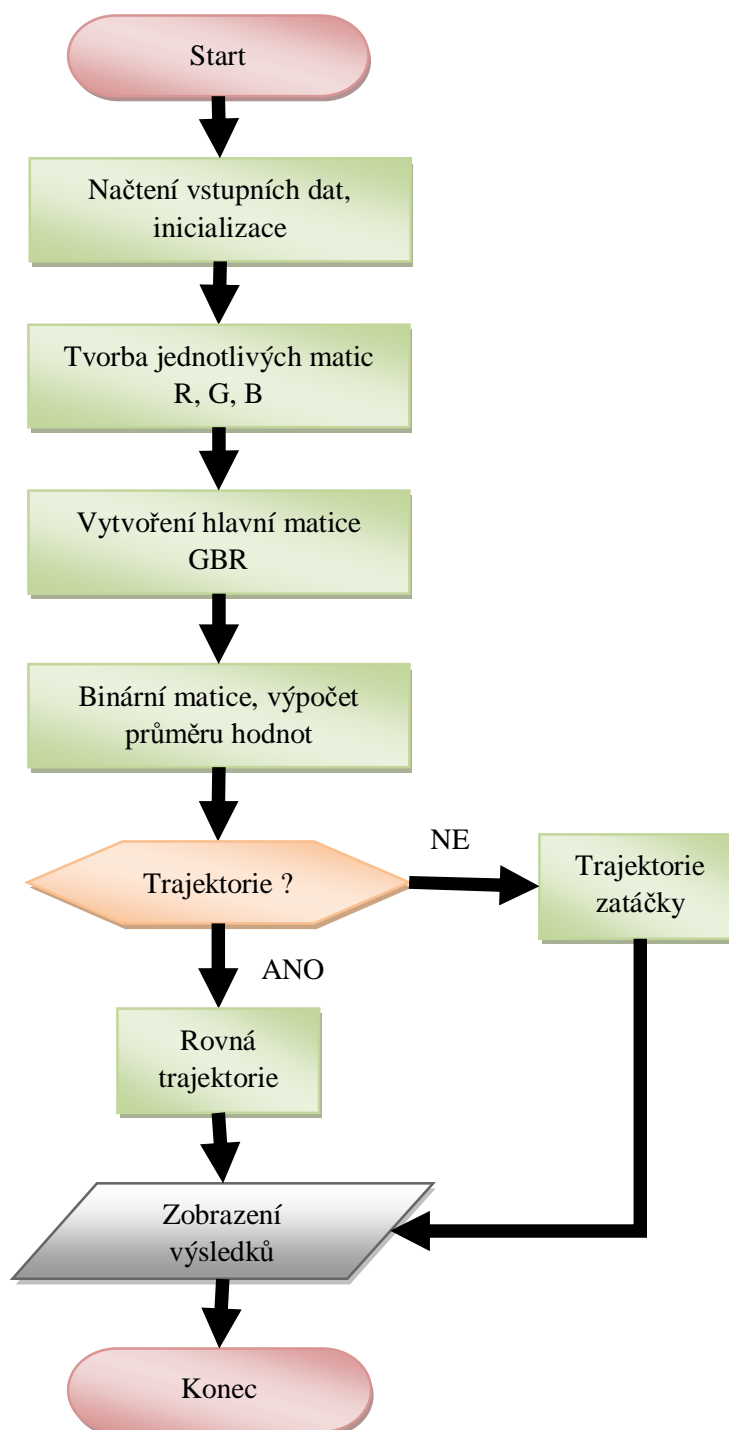 Start
Načtení vstupních dat,
inicializace
Tvorba jednotlivých matic
R, G, B
Vytvoření hlavní matice
GBR
Binární matice, výpočet
průměru hodnot
Trajektorie ?
NE
Trajektorie
zatáčky
ANO
Rovná
trajektorie
Zobrazení
výsledků
Konec